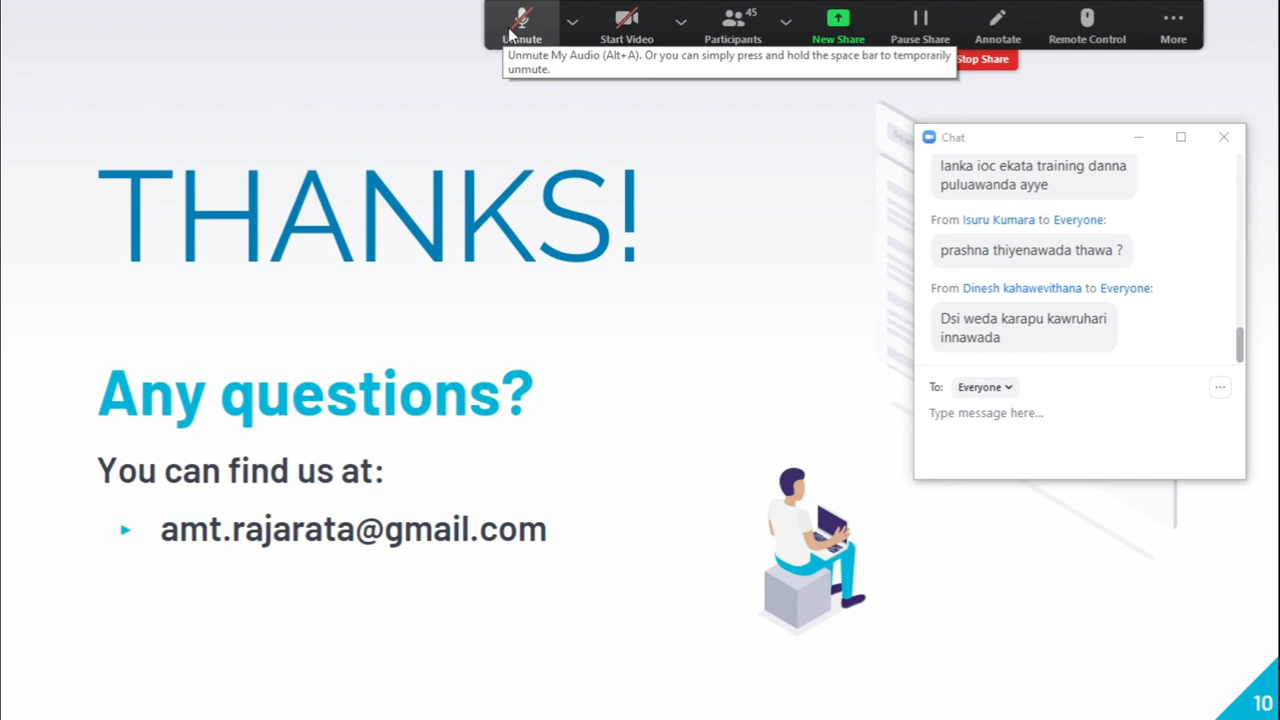 Unmute
Start Video
Participants
45
New Share
Pause Share
Annotate
Remote Control
More
Unmute My Audio (Alt+A). Or you can simply press and hold the space bar to temporarily
unmute.
Stop Share
THANKS!
Any questions?
You can find us at:
amt.rajarata@gmail.com
Chat
lanka ioc ekata training danna
puluawanda ayye
From Isuru Kumara to Everyone:
prashna thiyenawada thawa ?
From Dinesh kahawevithana to Everyone:
Dsi weda karapu kawruhari
innawada
To: Everyone
Type message here...
10